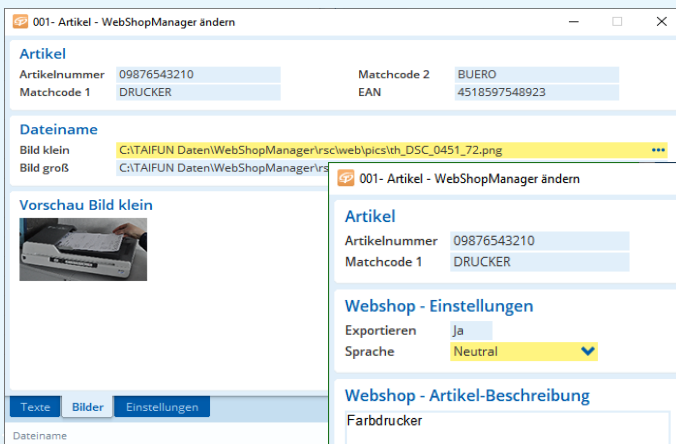 001- Artikel - WebShopManager ändern
Artikel
Artikelnummer 09876543210 Matchcode 2 BUERO
Matchcode 1 DRUCKER EAN 4518597548923
Dateiname
Bild klein C:\TAIFUN Daten\WebShopManager\rsc\web\pics\th_DSC_0451_72.png ...
Bild groß C:\TAIFUN Daten\WebShopManager\rs
Vorschau Bild klein
Texte Bilder Einstellungen
Dateiname
001- Artikel - WebShopManager ändern
Artikel
Artikelnummer 09876543210
Matchcode 1 DRUCKER
Webshop - Einstellungen
Exportieren Ja
Sprache Neutral
Webshop - Artikel-Beschreibung
Farbdrucker